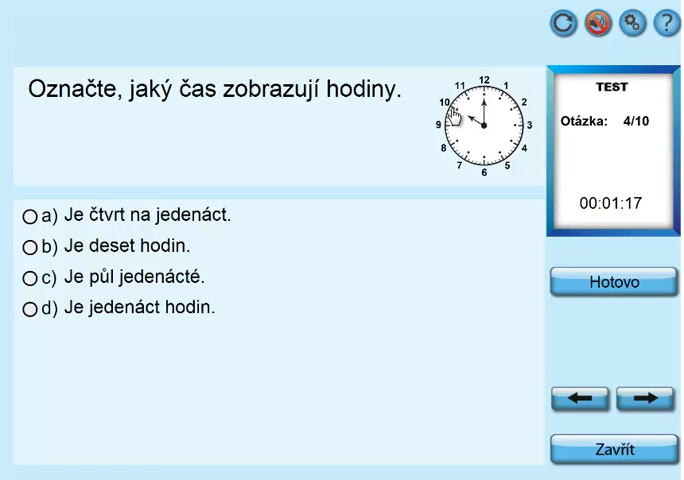 Označte, jaký čas zobrazují hodiny.
12
11 1
10 2
9 3
8 4
7 5
6
TEST
Otázka: 4/10
00:01:17
a) Je čtvrt na jedenáct.
b) Je deset hodin.
c) Je půl jedenácté.
d) Je jedenáct hodin.
Hotovo
Zavřít
?